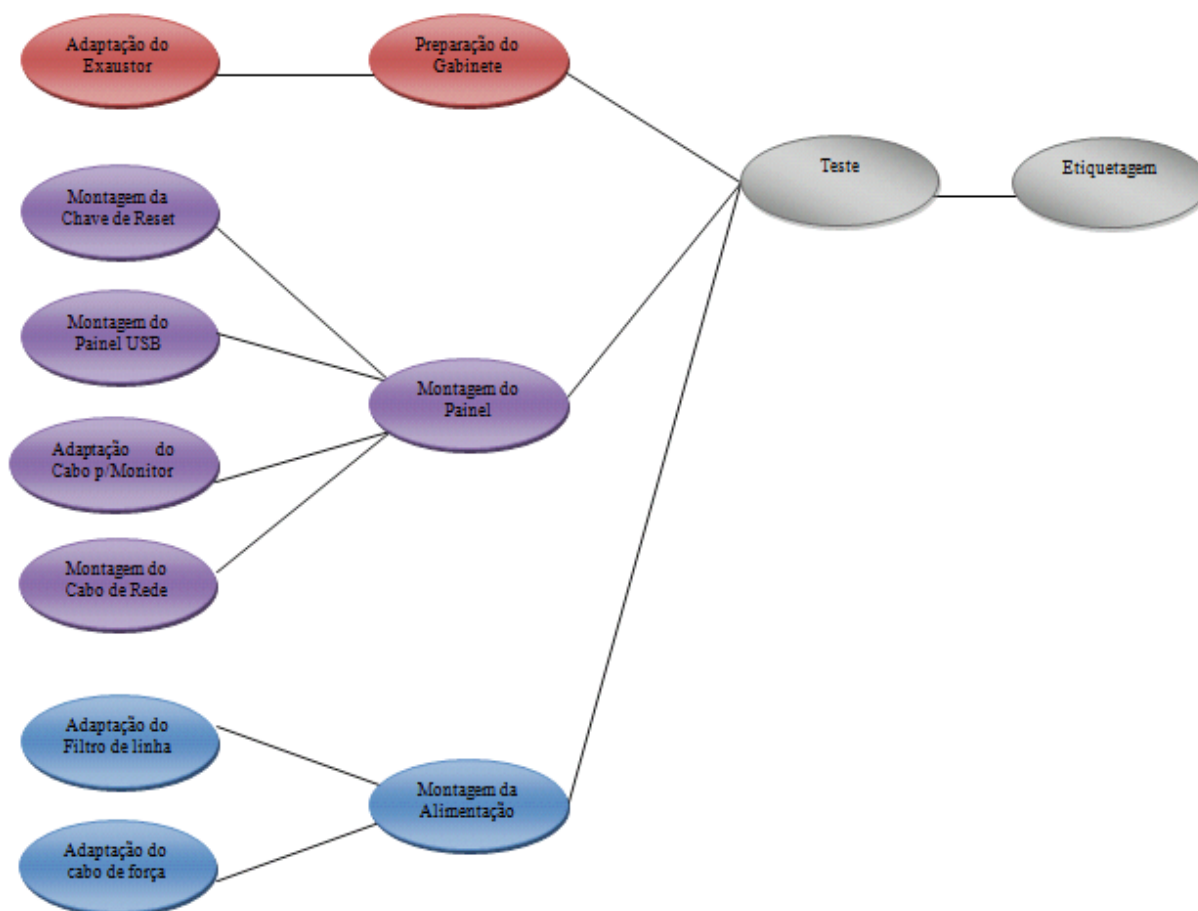 Adaptação do
Exaustor
Preparação do
Gabinete
Teste
Etiquetagem
Montagem da
Chave de Reset
Montagem do
Painel USB
Montagem do
Painel
Adaptação do
Cabo p/Monitor
Montagem do
Cabo de Rede
Adaptação do
Filtro de linha
Montagem da
Alimentação
Adaptação do
cabo de força